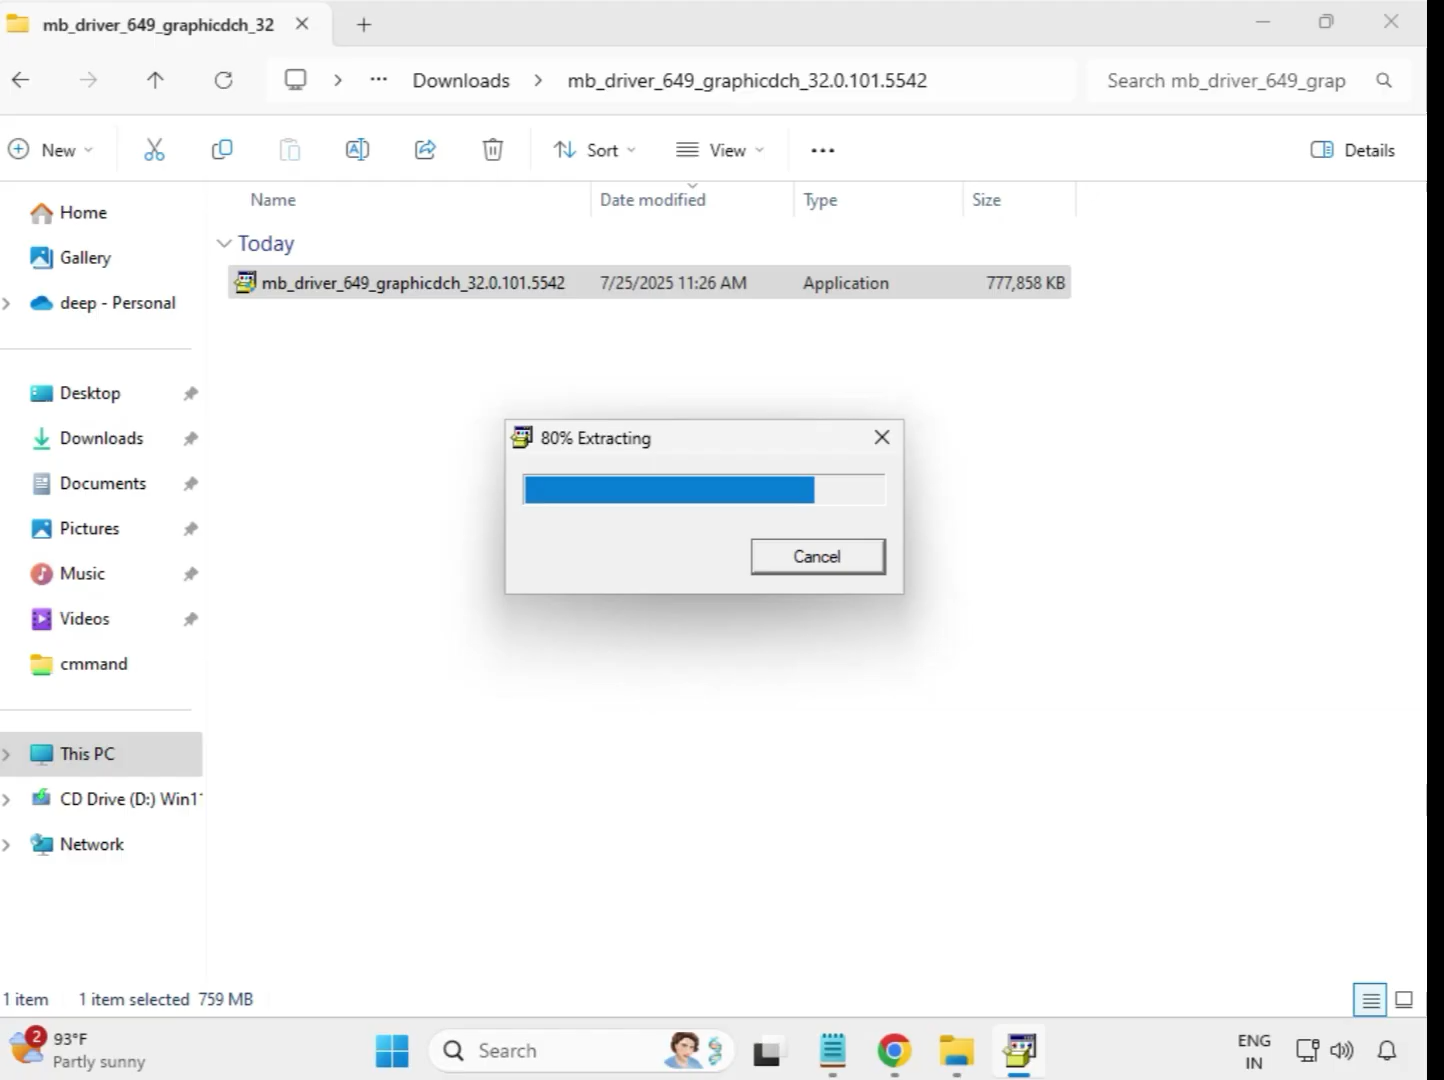 mb_driver_649_graphicdch_32
Downloads > mb_driver_649_graphicdch_32.0.101.5542
Search mb_driver_649_grap
New
Sort
View
Details
Name
Date modified
Type
Size
Today
mb_driver_649_graphicdch_32.0.101.5542 7/25/2025 11:26 AM Application 777,858 KB
Home
Gallery
deep - Personal
Desktop
Downloads
Documents
Pictures
Music
Videos
cmmand
This PC
CD Drive (D:) Win11
Network
80% Extracting
Cancel
1 item 1 item selected 759 MB
2
93°F
Partly sunny
Search
ENG
IN